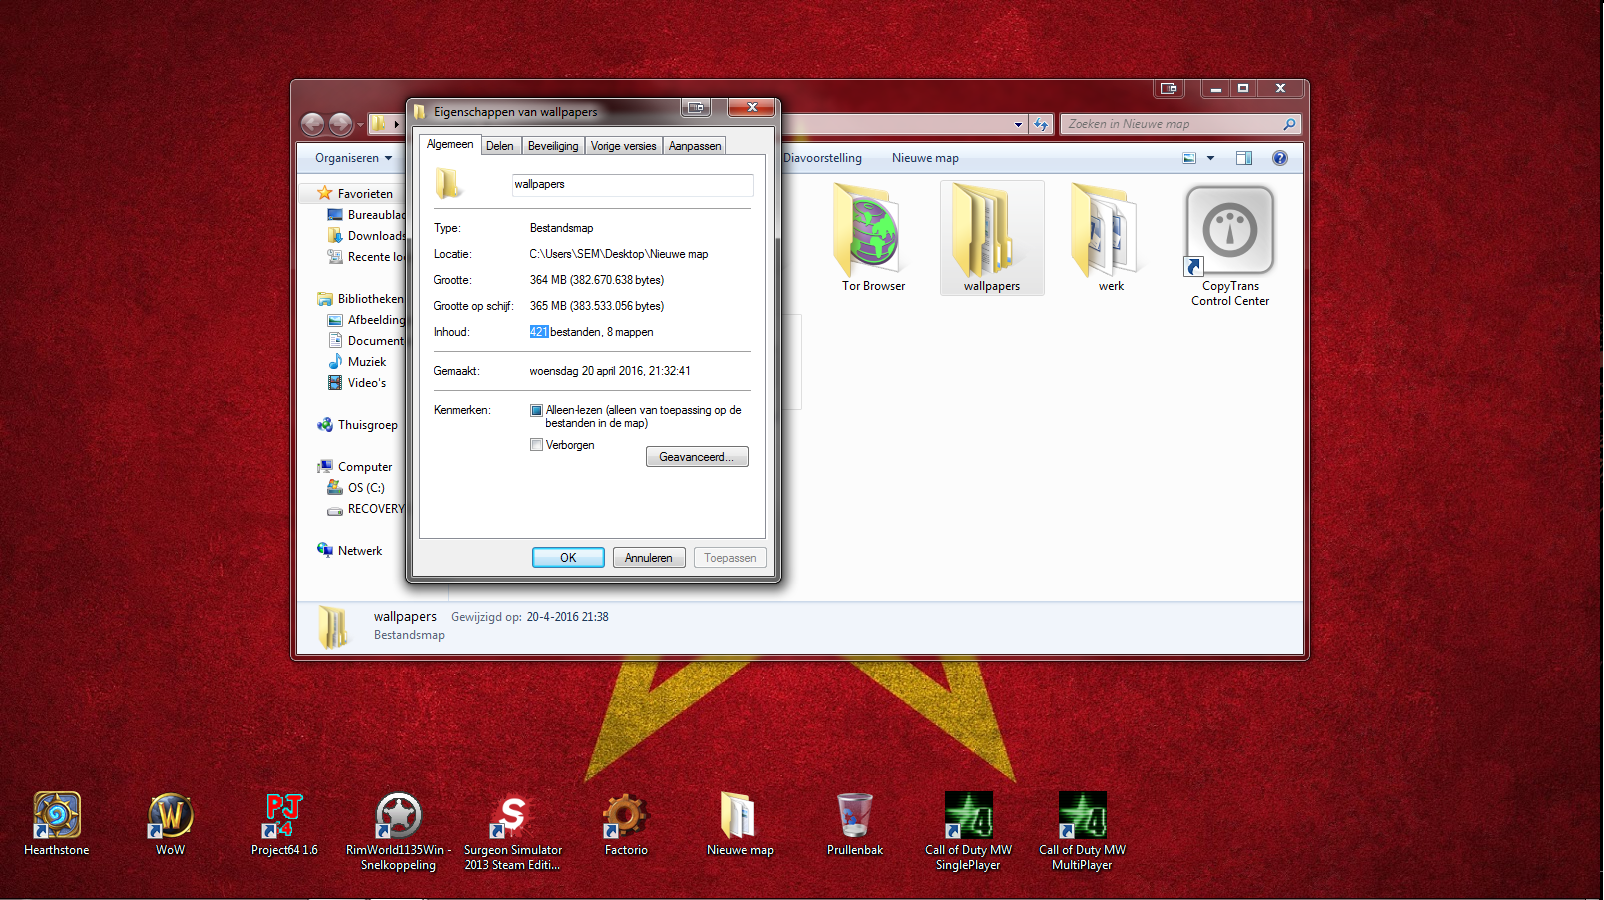 Eigenschappen van wallpapers
Zoeken in Nieuwe map
Organiseren
Diavoorstelling
Nieuwe map
Algemeen
Delen
Beveiliging
Vorige versies
Aanpassen
wallpapers
Type: Bestandsmap
Locatie: C:\Users\SEM\Desktop\Nieuwe map
Grootte: 364 MB (382.670.638 bytes)
Grootte op schijf: 365 MB (383.533.056 bytes)
Inhoud: 421 bestanden, 8 mappen
Gemaakt: woensdag 20 april 2016, 21:32:41
Kenmerken: Alleen-lezen (alleen van toepassing op de
bestanden in de map)
Verborgen
Geavanceerd...
OK
Annuleren
Toepassen
Favorieten
Bureaublad
Downloads
Recente lo
Bibliotheken
Afbeelding
Document
Muziek
Video's
Thuisgroep
Computer
OS (C:)
RECOVERY
Netwerk
Tor Browser
wallpapers
werk
CopyTrans
Control Center
wallpapers Gewijzigd op: 20-4-2016 21:38
Bestandsmap
Hearthstone
WoW
Project64 1.6
RimWorld1135Win -
Snelkoppeling
Surgeon Simulator
2013 Steam Editi...
Factorio
Nieuwe map
Prullenbak
Call of Duty MW
SinglePlayer
Call of Duty MW
MultiPlayer